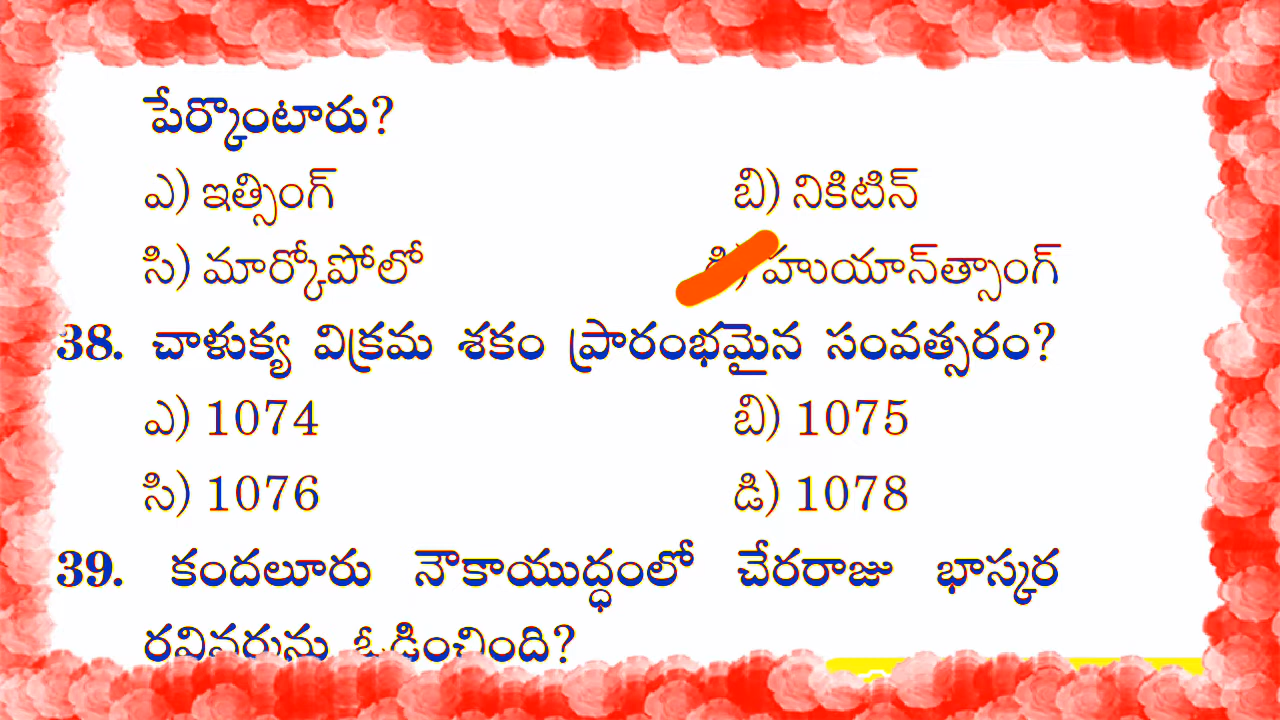 పేర్కొంటారు?
ఎ) ఇత్సింగ్ బి) నికిటిన్
సి) మార్కోపోలో డి) హుయాన్‌త్సాంగ్
38. చాళుక్య విక్రమ శకం ప్రారంభమైన సంవత్సరం?
ఎ) 1074 బి) 1075
సి) 1076 డి) 1078
39. కందలూరు నౌకాయుద్ధంలో చేరరాజు భాస్కర
రవివర్మను ఓడించింది?